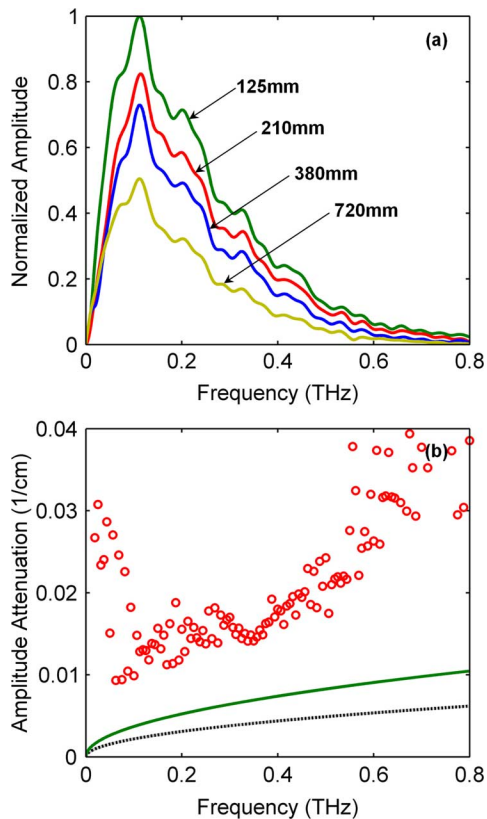 (a)
1
0.8
0.6
0.4
0.2
0
Normalized Amplitude
125mm
210mm
380mm
720mm
0 0.2 0.4 0.6 0.8
Frequency (THz)
(b)
0.04
0.03
0.02
0.01
0
Amplitude Attenuation (1/cm)
0 0.2 0.4 0.6 0.8
Frequency (THz)